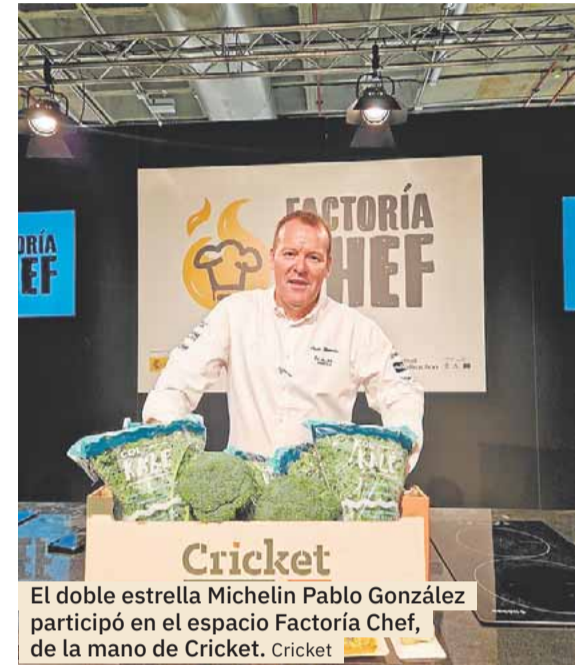 FACTORÍA
CHEF
ORÍA
EF
COL
KALE
KALE
Cricket
El doble estrella Michelin Pablo González
participó en el espacio Factoría Chef,
de la mano de Cricket. Cricket